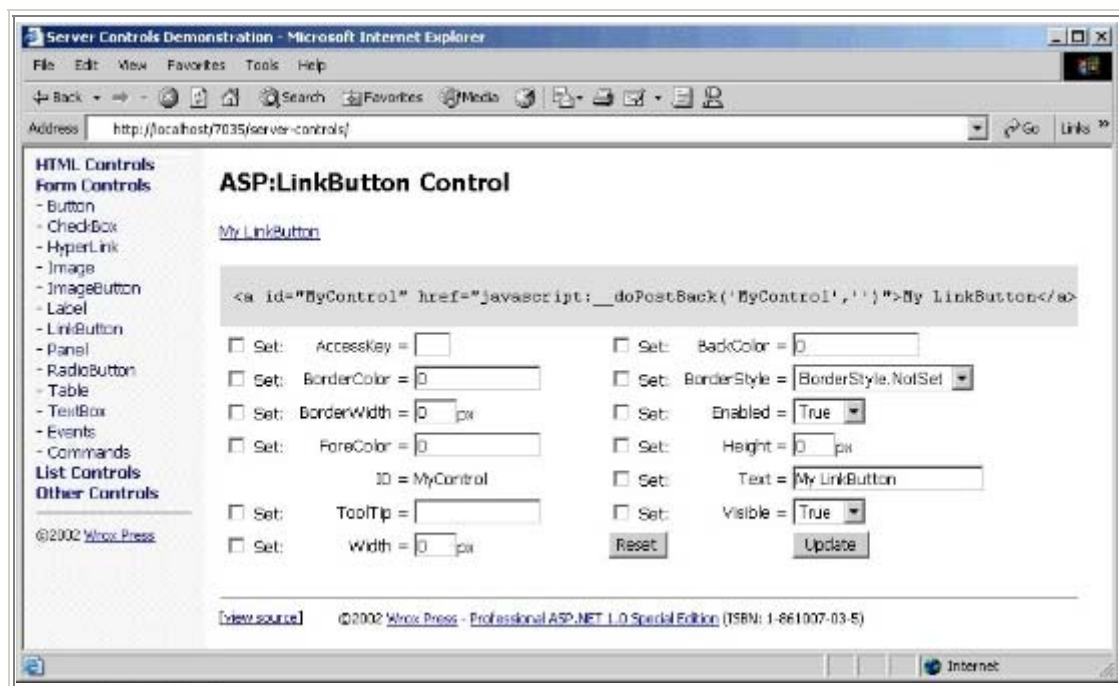 Server Controls Demonstration - Microsoft Internet Explorer
File Edit View Favorites Tools Help
Back Search Favorites Media
Address http://localhost/7035/server-controls/ Go Links »
HTML Controls
Form Controls
- Button
- CheckBox
- HyperLink
- Image
- ImageButton
- Label
- LinkButton
- Panel
- RadioButton
- Table
- TextBox
- Events
- Commands
List Controls
Other Controls
©2002 Wrox Press
ASP:LinkButton Control
My LinkButton
<a id="MyControl" href="javascript:__doPostBack('MyControl','')">My LinkButton</a>
Set: AccessKey = Set: BackColor = 0
Set: BorderColor = 0 Set: BorderStyle = BorderStyle.NotSet
Set: BorderWidth = 0 px Set: Enabled = True
Set: ForeColor = 0 Set: Height = 0 px
ID = MyControl Set: Text = My LinkButton
Set: ToolTip = Set: Visible = True
Set: Width = 0 px Reset Update
[view source] ©2002 Wrox Press - Professional ASP.NET 1.0 Special Edition (ISBN: 1-861007-03-5)
Internet